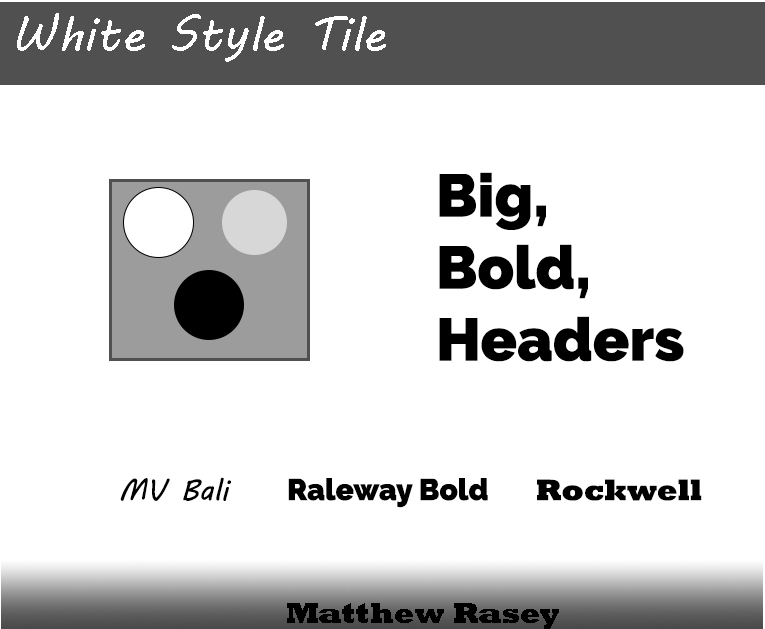 White Style Tile
Big,
Bold,
Headers
MV Bali Raleway Bold Rockwell
Matthew Rasey